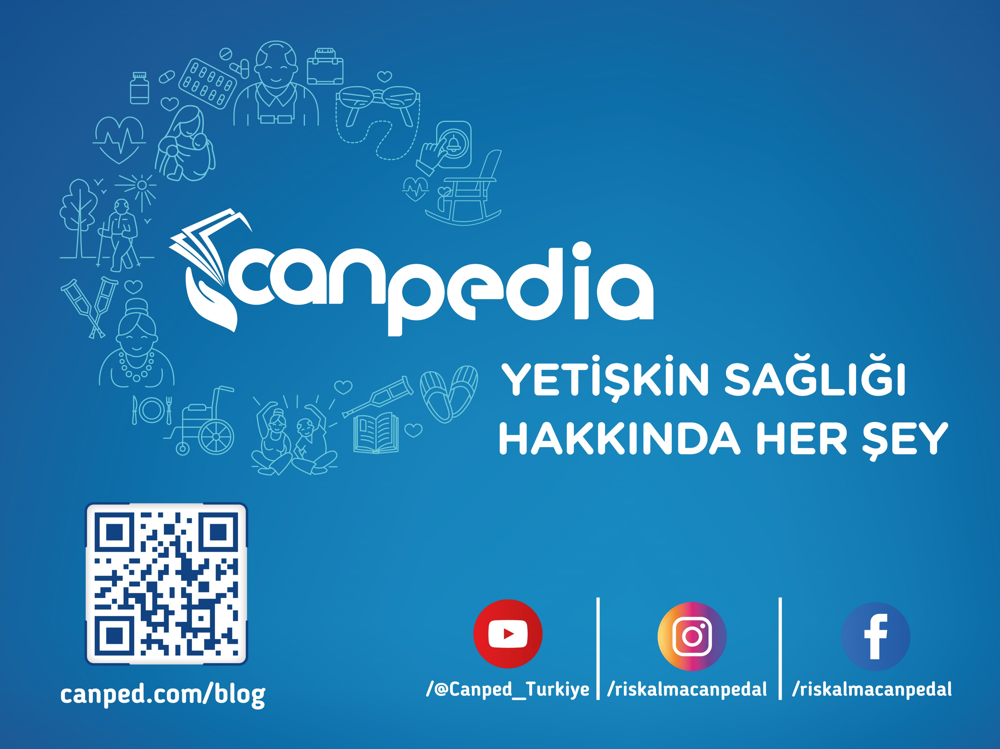 canpedia
YETİŞKİN SAĞLIĞI
HAKKINDA HER ŞEY
canped.com/blog
/@Canped_Turkiye
/riskalmacanpedal
/riskalmacanpedal